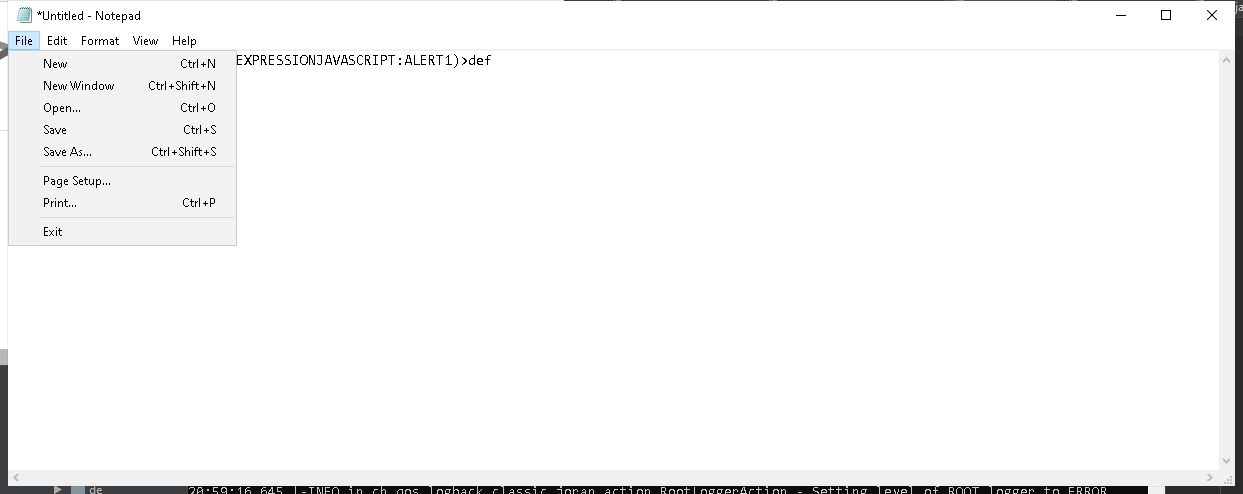 *Untitled - Notepad
File Edit Format View Help
EXPRESSIONJAVASCRIPT:ALERT1)>def
New Ctrl+N
New Window Ctrl+Shift+N
Open... Ctrl+O
Save Ctrl+S
Save As... Ctrl+Shift+S
Page Setup...
Print... Ctrl+P
Exit
de 20:59:16,645 |-INFO in ch.qos.logback.classic.joran.action.RootLoggerAction - Setting level of ROOT logger to ERROR